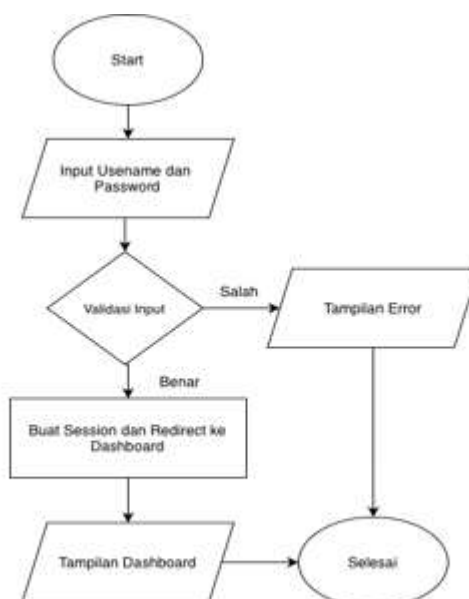 Start
Input Usename dan
Password
Validasi Input
Salah
Tampilan Error
Benar
Buat Session dan Redirect ke
Dashboard
Tampilan Dashboard
Selesai